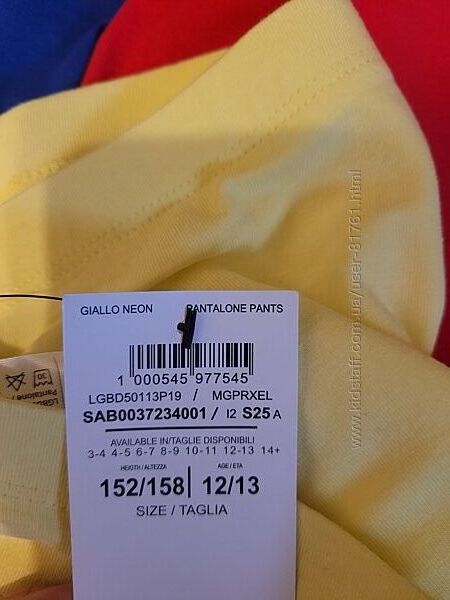 GIALLO NEON PANTALONE PANTS
1 000545 977545
LGBD50113P19 / MGPRXEL
SAB0037234001 / I2 S25 A
AVAILABLE IN/TAGLIE DISPONIBILI
3-4 4-5 6-7 8-9 10-11 12-13 14+
HEIGTH / ALTEZZA AGE / ETA
152/158 12/13
SIZE / TAGLIA
30
Pantalone
www.kidstaff.com.ua/user-81761.html